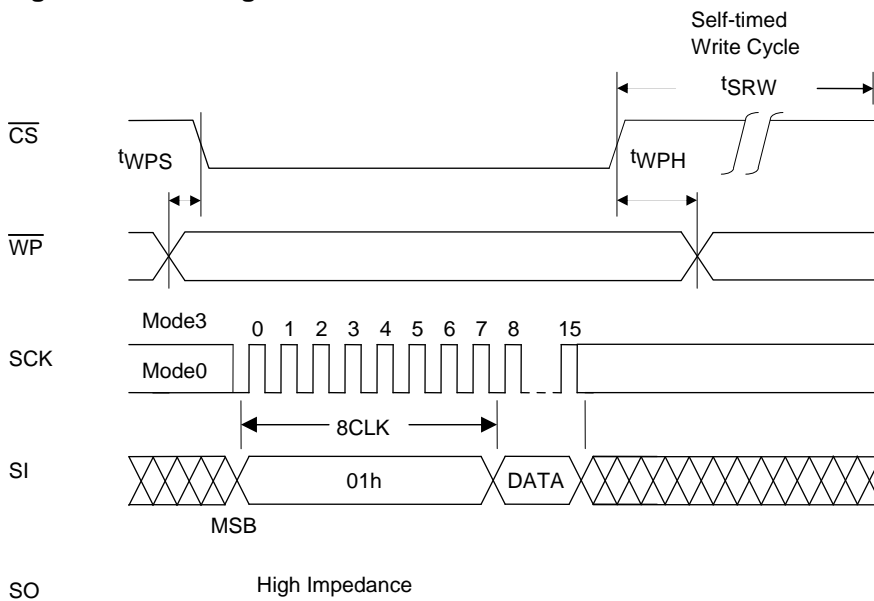 Self-timed
Write Cycle
tSRW
CS
tWPS
tWPH
WP
Mode3
0 1 2 3 4 5 6 7 8 15
SCK
Mode0
8CLK
SI
01h
DATA
MSB
High Impedance
SO